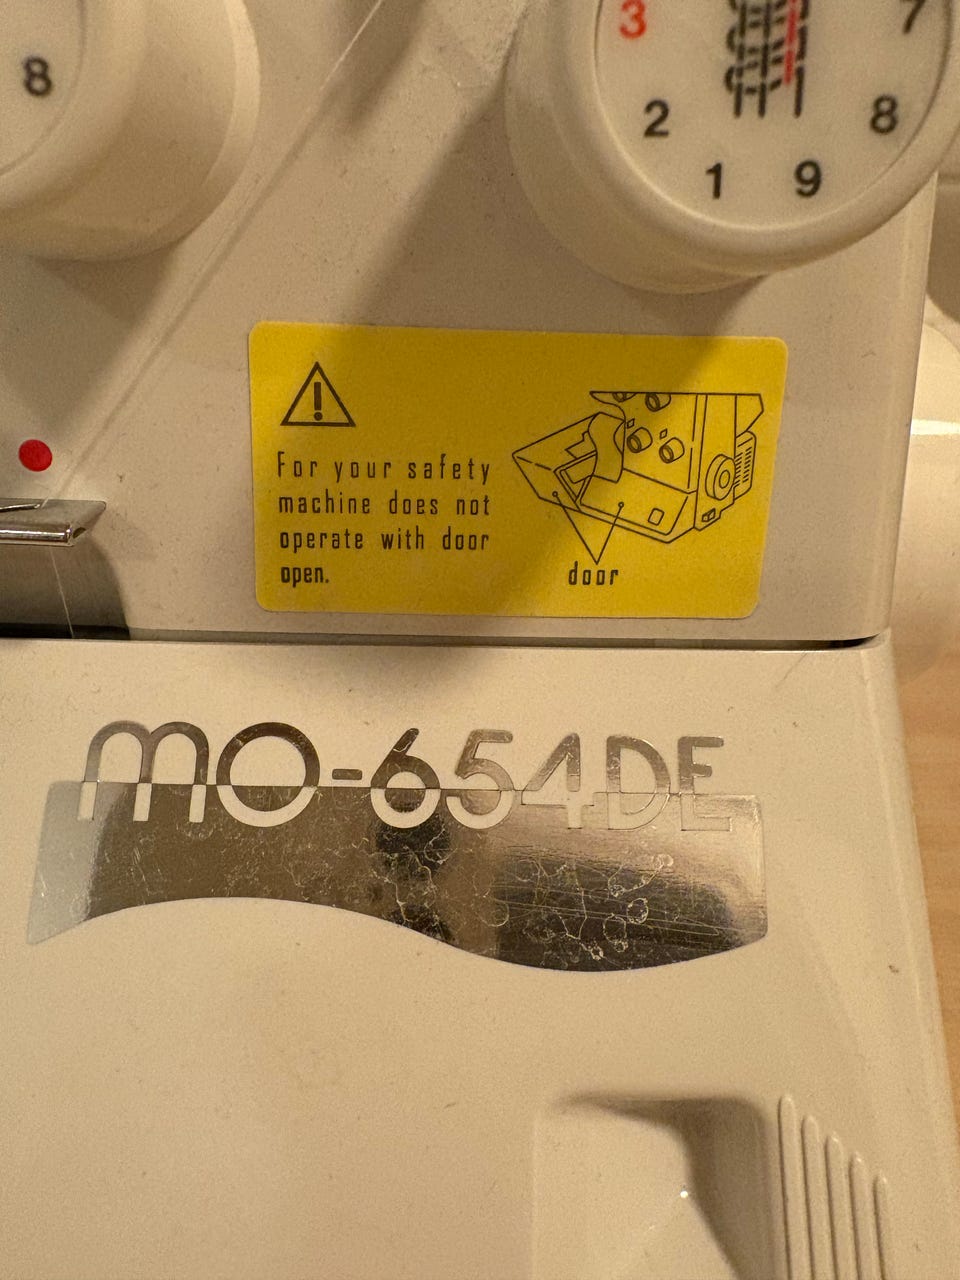 8
3
7
2
8
1
9
For your safety
machine does not
operate with door
open.
door
MO-654DE